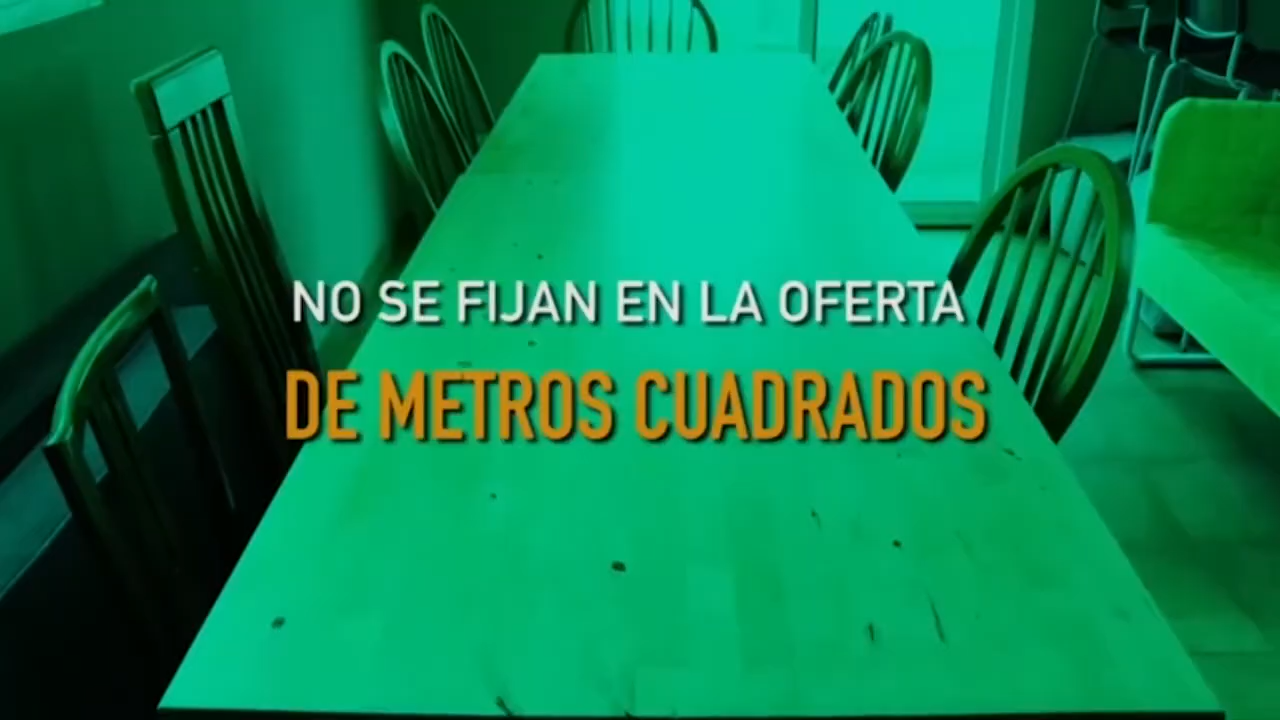 NO SE FIJAN EN LA OFERTA
DE METROS CUADRADOS